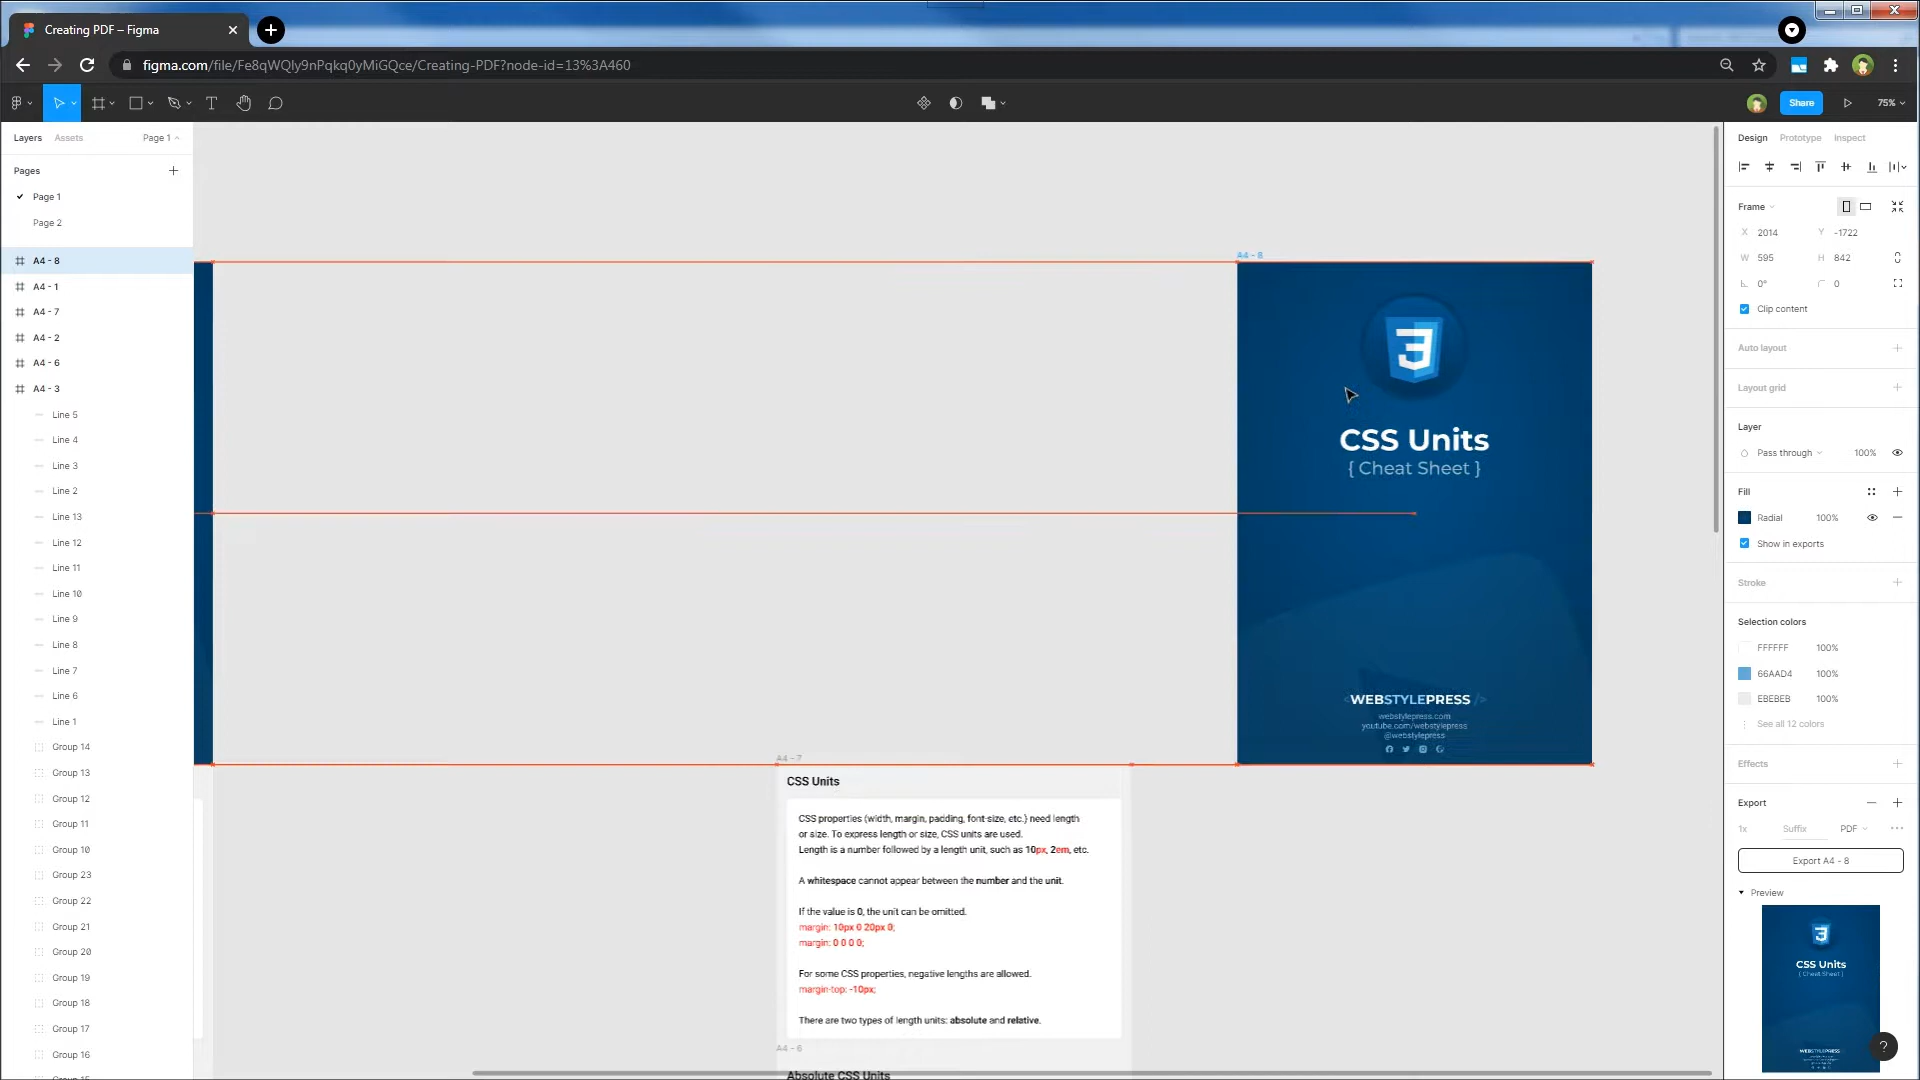 Creating PDF – Figma
figma.com/file/Fe8qWQly9nPqkq0yMiGQce/Creating-PDF?node-id=13%3A460
Share
75%
Layers
Assets
Page 1
Pages
Page 1
Page 2
A4 - 8
A4 - 1
A4 - 7
A4 - 2
A4 - 6
A4 - 3
Line 5
Line 4
Line 3
Line 2
Line 13
Line 12
Line 11
Line 10
Line 9
Line 8
Line 7
Line 6
Line 1
Group 14
Group 13
Group 12
Group 11
Group 10
Group 23
Group 22
Group 21
Group 20
Group 19
Group 18
Group 17
Group 16
Group 15
A4 - 8
CSS Units
{ Cheat Sheet }
<WEBSTYLEPRESS />
webstylepress.com
youtube.com/webstylepress
@webstylepress
A4 - 7
CSS Units
CSS properties (width, margin, padding, font-size, etc.) need length
or size. To express length or size, CSS units are used.
Length is a number followed by a length unit, such as 10px, 2em, etc.
A whitespace cannot appear between the number and the unit.
If the value is 0, the unit can be omitted.
margin: 10px 0 20px 0;
margin: 0 0 0 0;
For some CSS properties, negative lengths are allowed.
margin-top: -10px;
There are two types of length units: absolute and relative.
A4 - 6
Absolute CSS Units
Design
Prototype
Inspect
Frame
X 2014
Y -1722
W 595
H 842
0°
0
Clip content
Auto layout
Layout grid
Layer
Pass through
100%
Fill
Radial
100%
Show in exports
Stroke
Selection colors
FFFFFF 100%
66AAD4 100%
EBEBEB 100%
See all 12 colors
Effects
Export
1x
Suffix
PDF
Export A4 - 8
Preview
CSS Units
{ Cheat Sheet }
WEBSTYLEPRESS
?